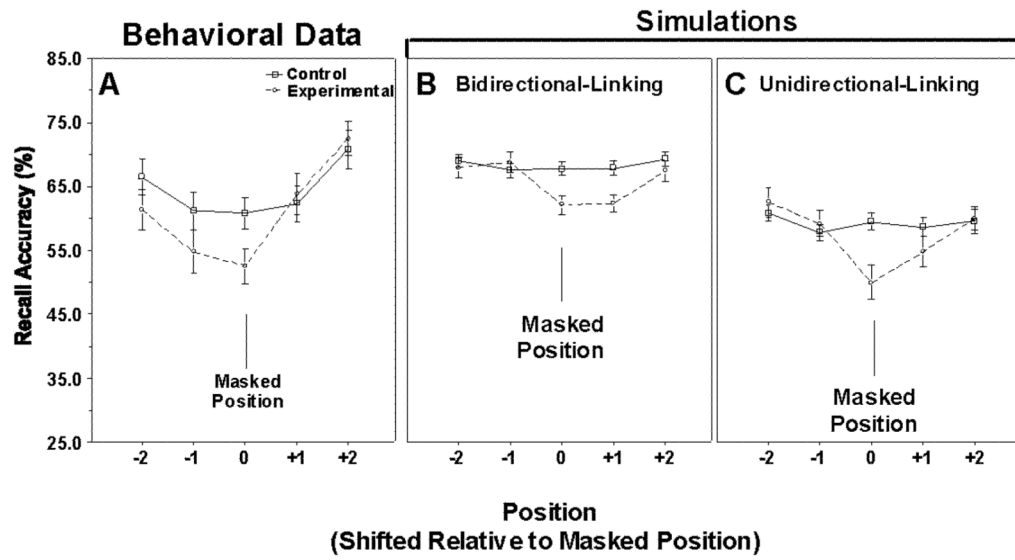 Behavioral Data
Simulations
A
Control
Experimental
B
Bidirectional-Linking
C
Unidirectional-Linking
Recall Accuracy (%)
85.0
75.0
65.0
55.0
45.0
35.0
25.0
Masked
Position
Masked
Position
Masked
Position
-2 -1 0 +1 +2
-2 -1 0 +1 +2
-2 -1 0 +1 +2
Position
(Shifted Relative to Masked Position)